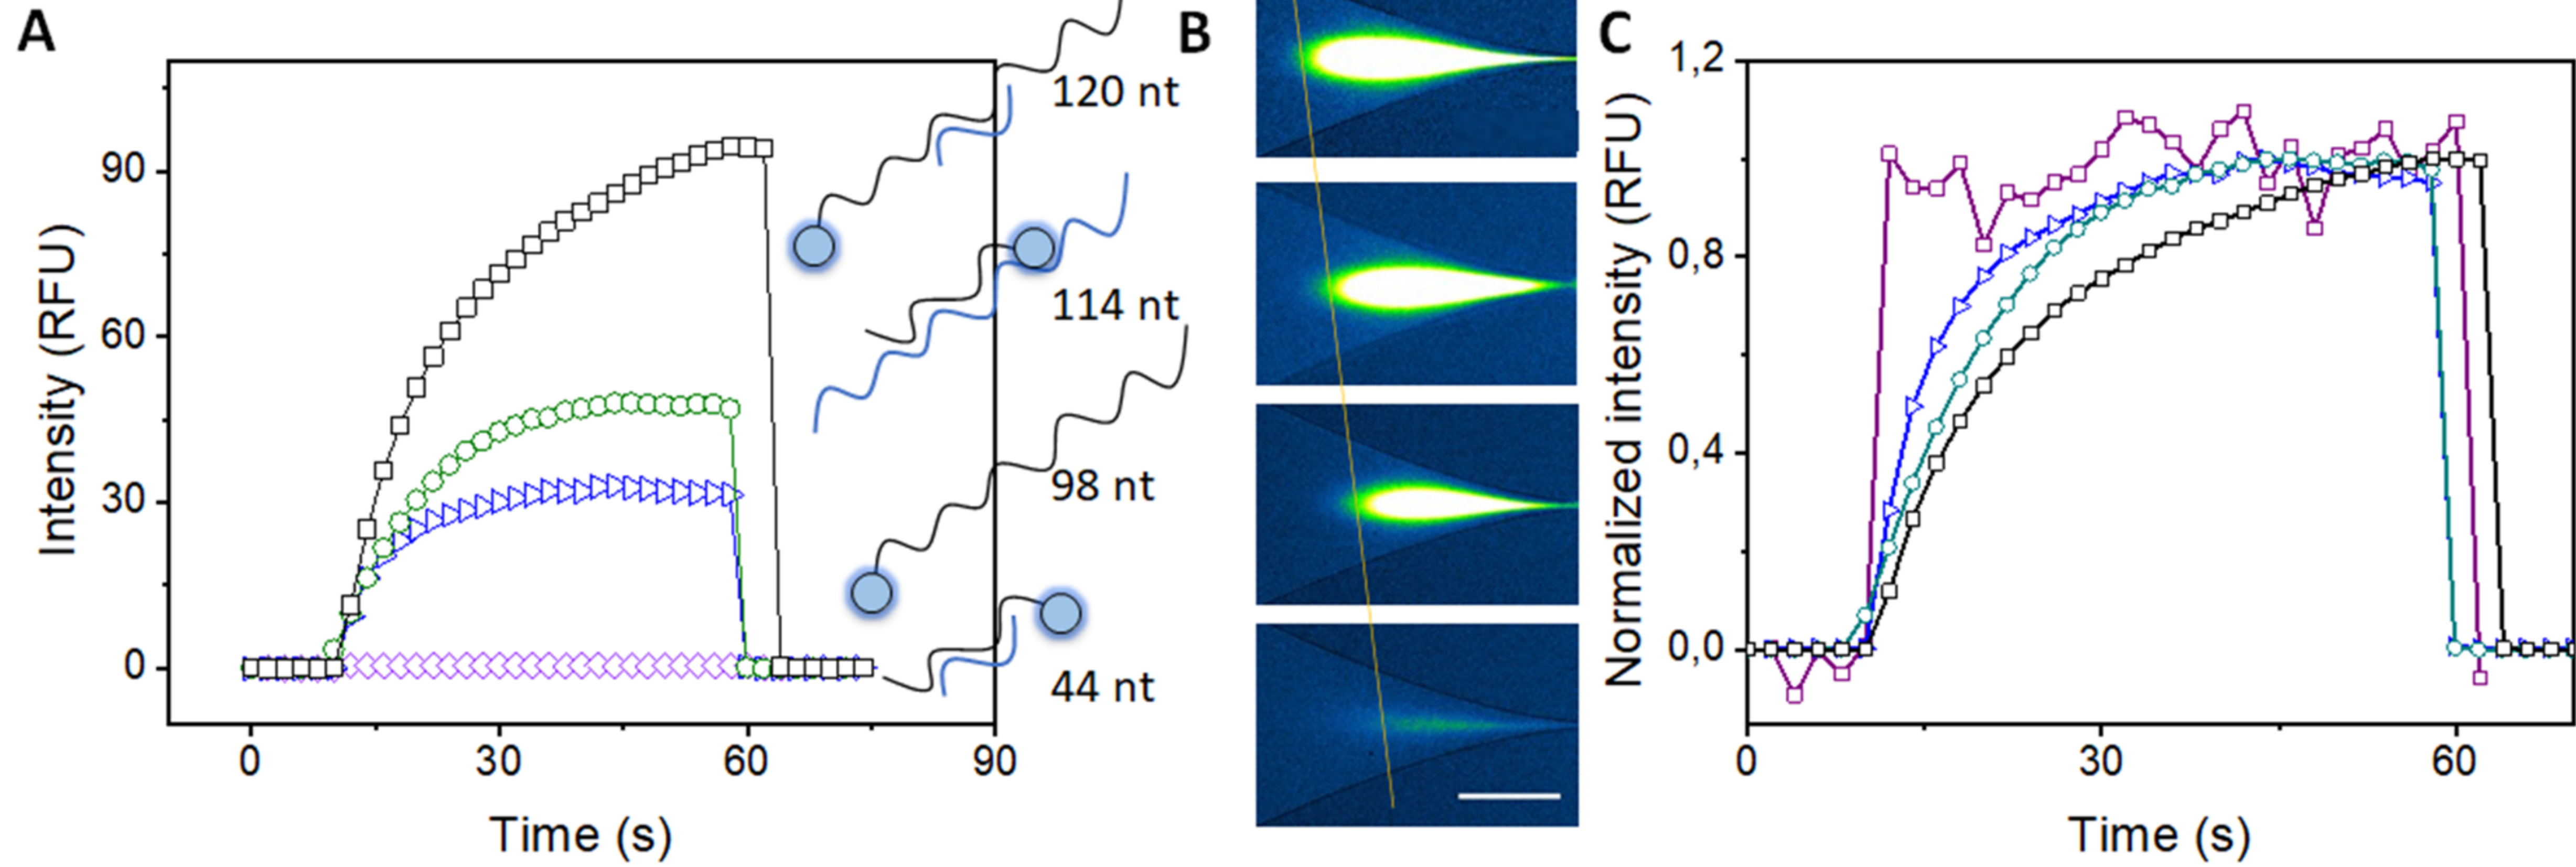 A
Intensity (RFU)
90
60
30
0
0 30 60 90
Time (s)
120 nt
114 nt
98 nt
44 nt
B
C
Normalized intensity (RFU)
1,2
0,8
0,4
0,0
0 30 60
Time (s)